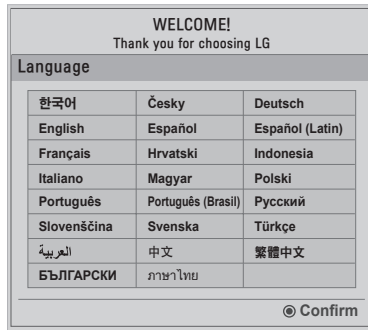 WELCOME!
Thank you for choosing LG
Language
한국어 Česky Deutsch
English Español Español (Latin)
Français Hrvatski Indonesia
Italiano Magyar Polski
Português Português (Brasil) Русский
Slovenščina Svenska Türkçe
العربية 中文 繁體中文
БЪЛГАРСКИ ภาษาไทย
◉ Confirm